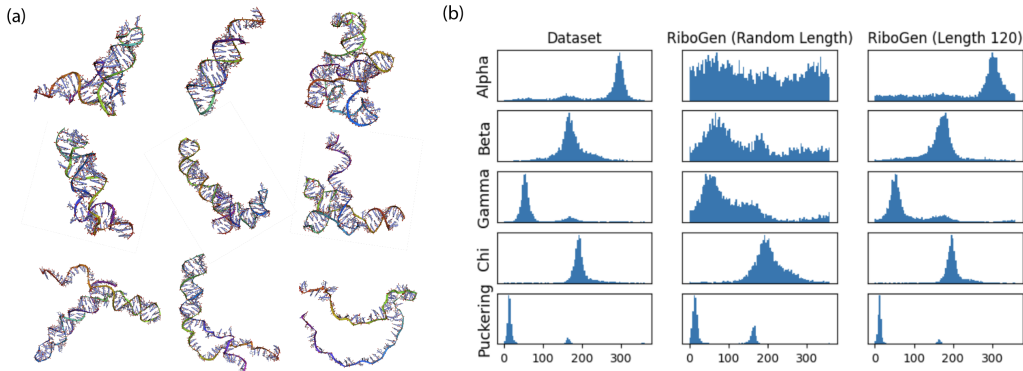 (a)
(b)
Dataset
RiboGen (Random Length)
RiboGen (Length 120)
Alpha
Beta
Gamma
Chi
Puckering
0 100 200 300
0 100 200 300
0 100 200 300